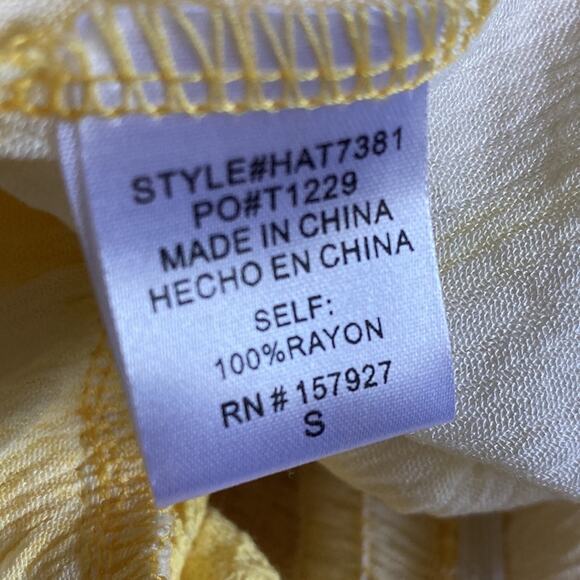 STYLE#HAT7381
PO#T1229
MADE IN CHINA
HECHO EN CHINA
SELF:
100%RAYON
RN # 157927
S